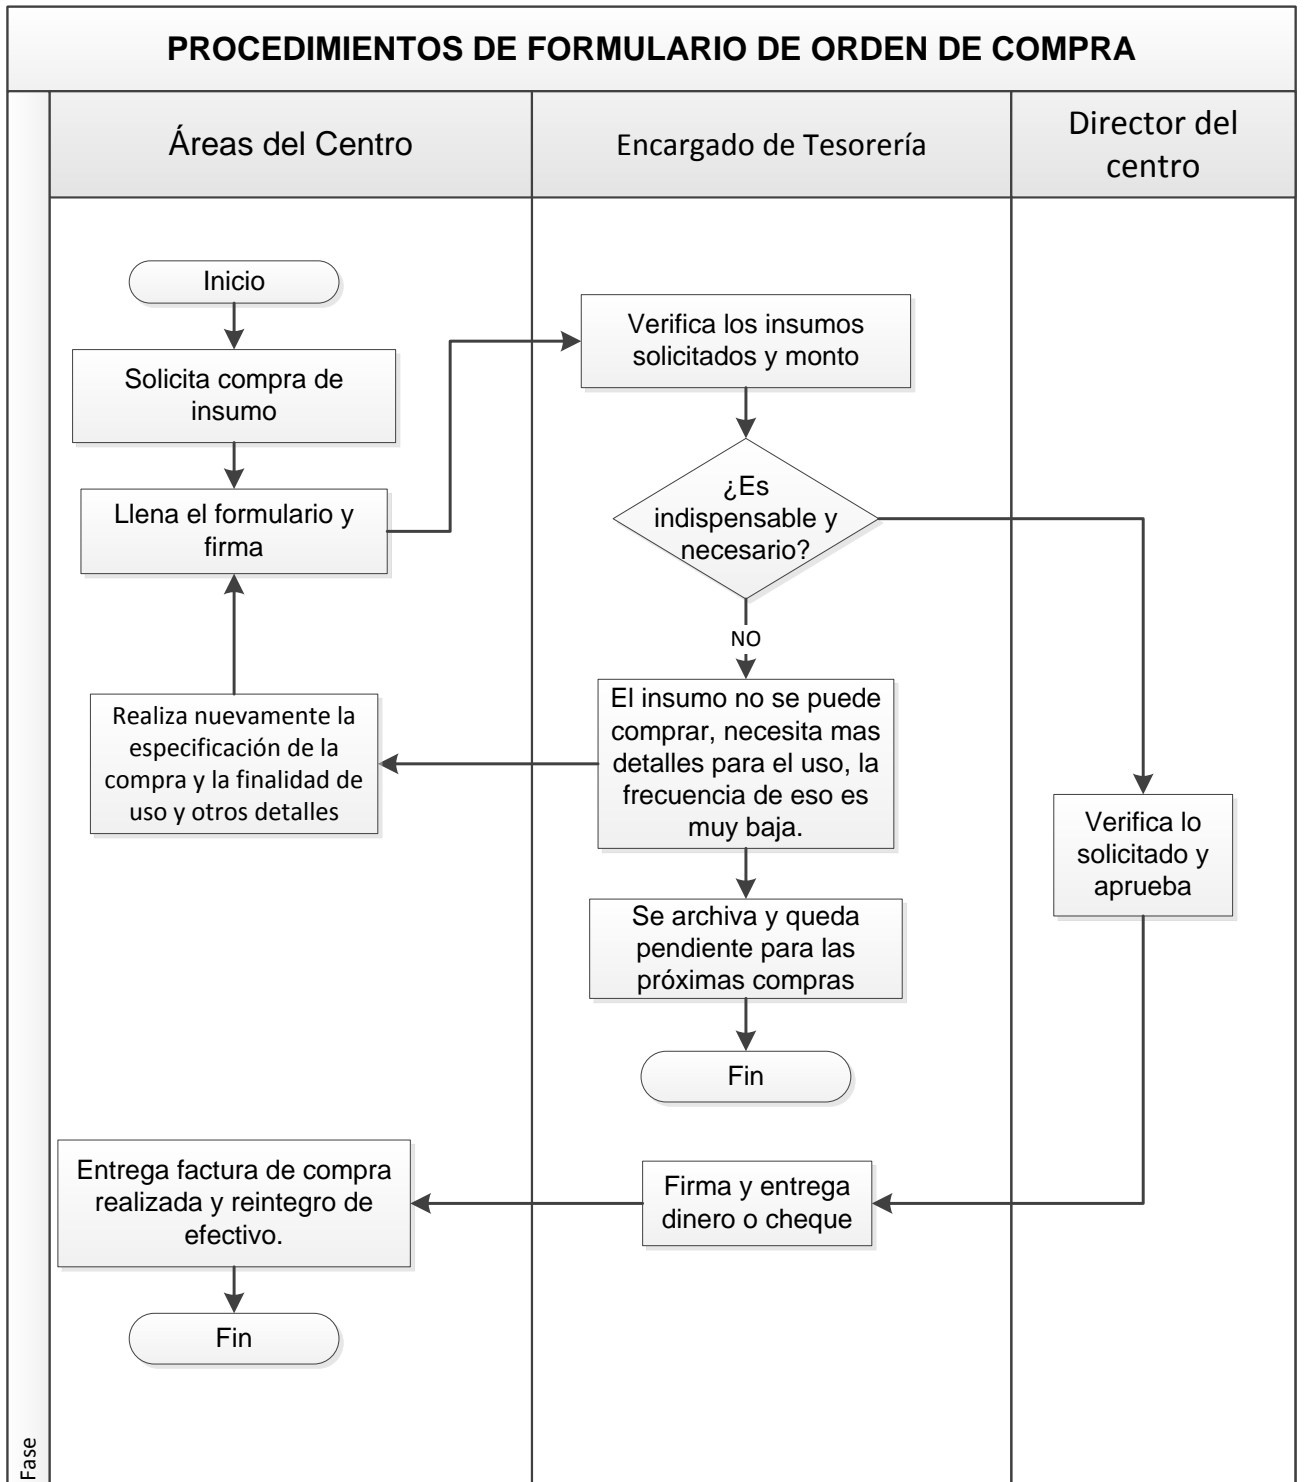 PROCEDIMIENTOS DE FORMULARIO DE ORDEN DE COMPRA
Áreas del Centro
Encargado de Tesorería
Director del
centro
Inicio
Solicita compra de
insumo
Llena el formulario y
firma
Verifica los insumos
solicitados y monto
¿Es
indispensable y
necesario?
NO
El insumo no se puede
comprar, necesita mas
detalles para el uso, la
frecuencia de eso es
muy baja.
Realiza nuevamente la
especificación de la
compra y la finalidad de
uso y otros detalles
Se archiva y queda
pendiente para las
próximas compras
Fin
Verifica lo
solicitado y
aprueba
Firma y entrega
dinero o cheque
Entrega factura de compra
realizada y reintegro de
efectivo.
Fin
Fase